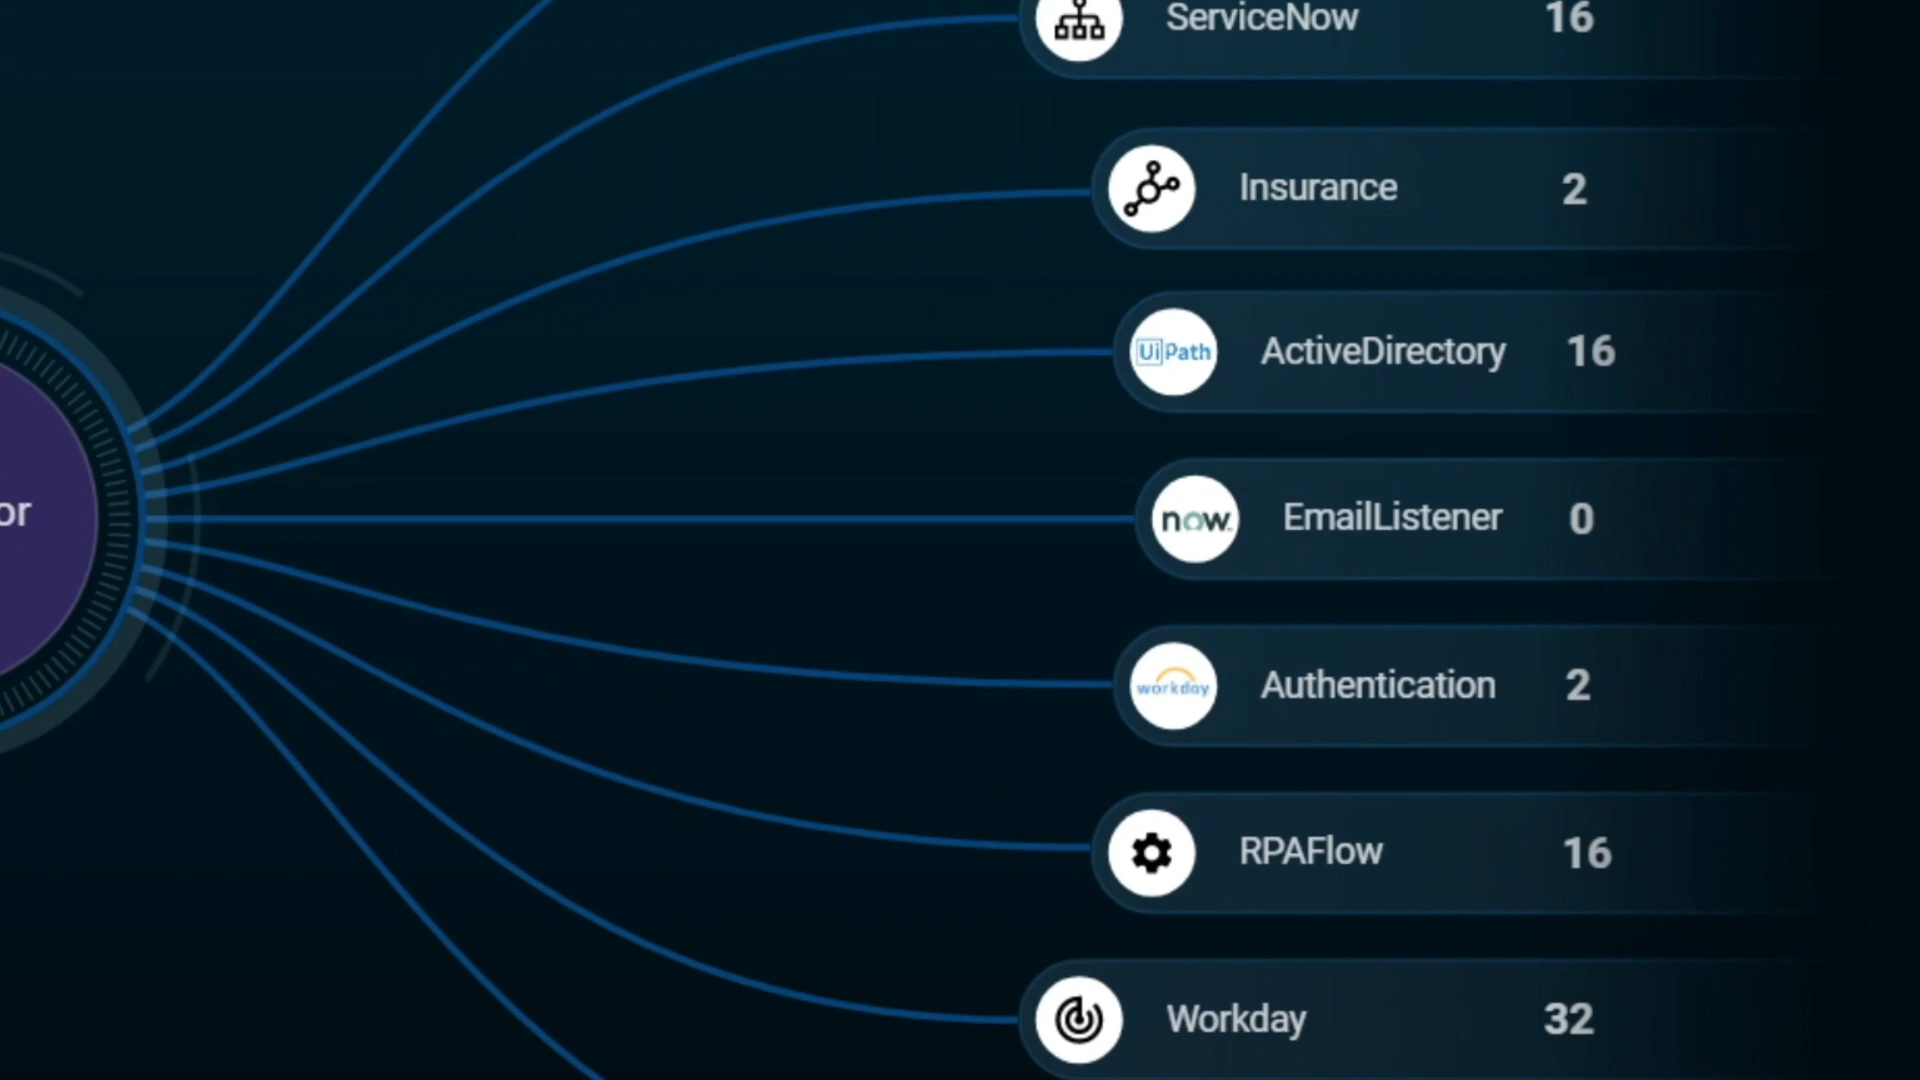 ServiceNow 16
Insurance 2
UiPath ActiveDirectory 16
or
now. EmailListener 0
workday Authentication 2
RPAFlow 16
Workday 32